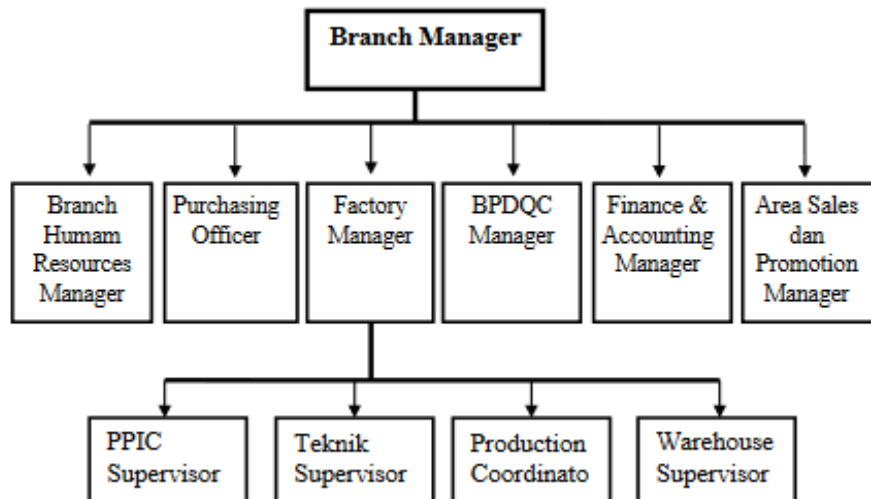 Branch Manager
Branch
Humam
Resources
Manager
Purchasing
Officer
Factory
Manager
BPDQC
Manager
Finance &
Accounting
Manager
Area Sales
dan
Promotion
Manager
PPIC
Supervisor
Teknik
Supervisor
Production
Coordinato
Warehouse
Supervisor